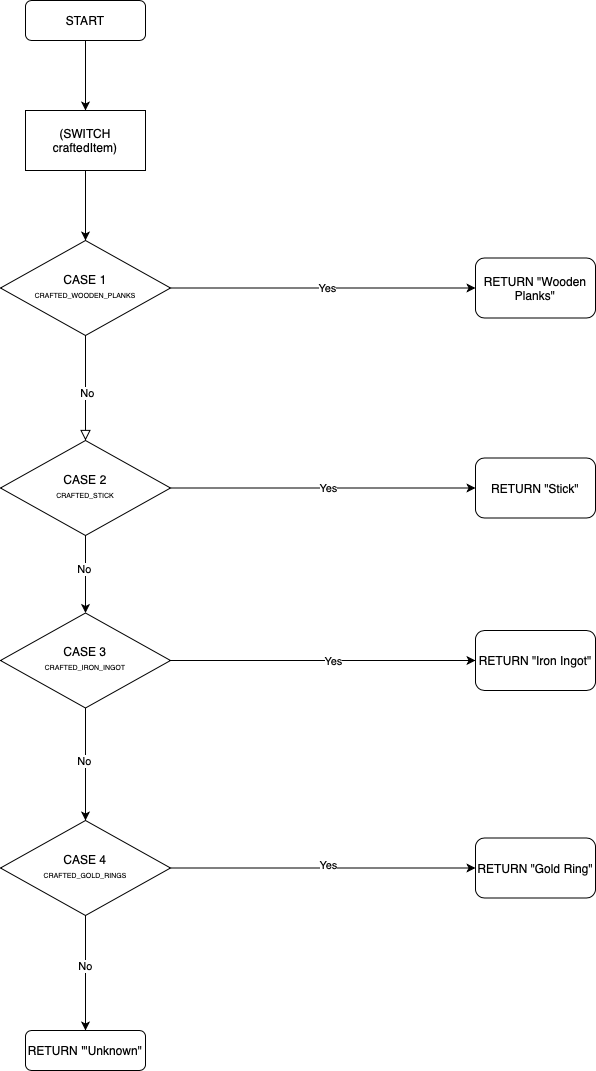 START
(SWITCH
craftedItem)
CASE 1
CRAFTED_WOODEN_PLANKS
Yes
RETURN "Wooden
Planks"
No
CASE 2
CRAFTED_STICK
Yes
RETURN "Stick"
No
CASE 3
CRAFTED_IRON_INGOT
Yes
RETURN "Iron Ingot"
No
CASE 4
CRAFTED_GOLD_RINGS
Yes
RETURN "Gold Ring"
No
RETURN '"Unknown"